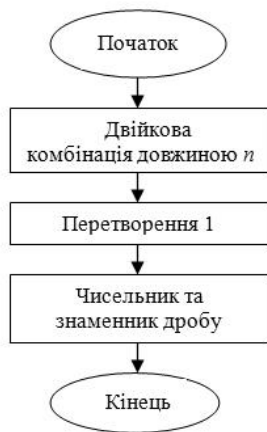 Початок
Двійкова
комбінація довжиною n
Перетворення 1
Чисельник та
знаменник дробу
Кінець